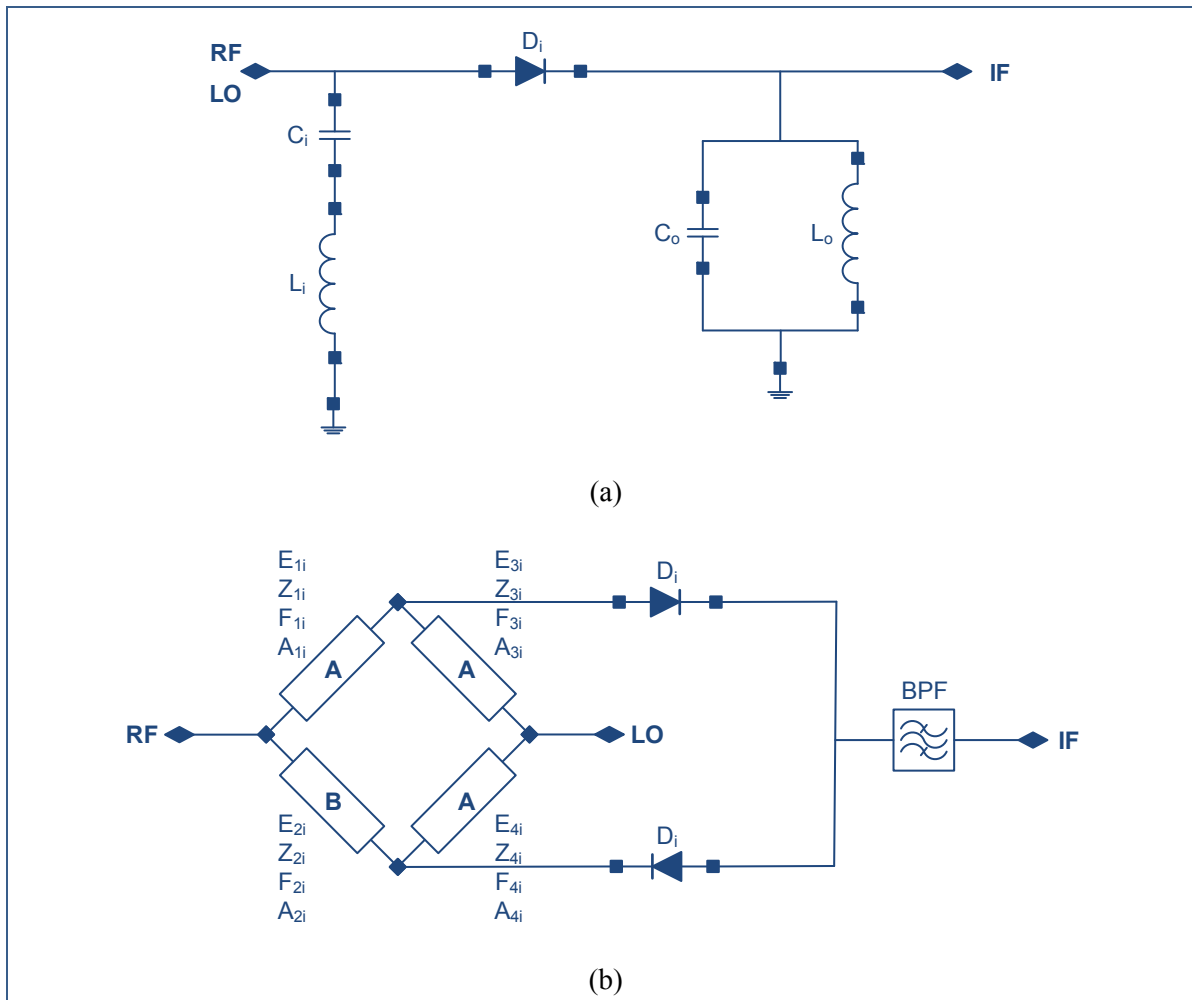 RF
LO
Dᵢ
IF
Cᵢ
Lᵢ
Cₒ
Lₒ
(a)
E₁ᵢ
Z₁ᵢ
F₁ᵢ
A₁ᵢ
E₃ᵢ
Z₃ᵢ
F₃ᵢ
A₃ᵢ
Dᵢ
A
A
BPF
RF
LO
IF
B
A
E₂ᵢ
Z₂ᵢ
F₂ᵢ
A₂ᵢ
E₄ᵢ
Z₄ᵢ
F₄ᵢ
A₄ᵢ
Dᵢ
(b)